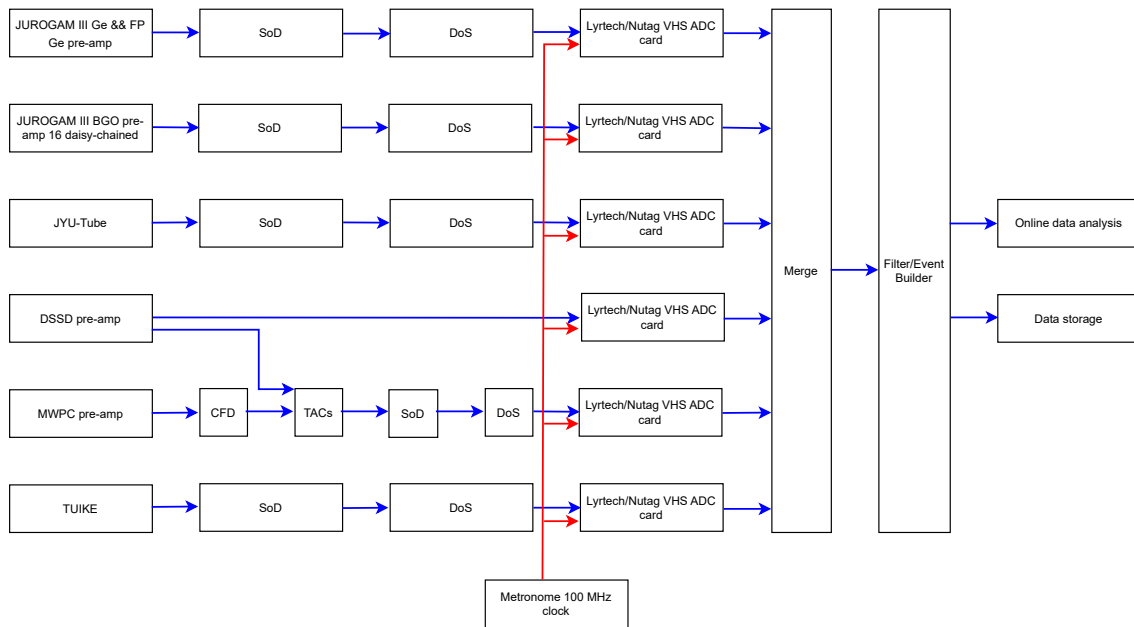 JUROGAM III Ge && FP
Ge pre-amp
SoD
DoS
Lyrtech/Nutag VHS ADC
card
JUROGAM III BGO pre-
amp 16 daisy-chained
SoD
DoS
Lyrtech/Nutag VHS ADC
card
JYU-Tube
SoD
DoS
Lyrtech/Nutag VHS ADC
card
DSSD pre-amp
Lyrtech/Nutag VHS ADC
card
MWPC pre-amp
CFD
TACs
SoD
DoS
Lyrtech/Nutag VHS ADC
card
TUIKE
SoD
DoS
Lyrtech/Nutag VHS ADC
card
Metronome 100 MHz
clock
Merge
Filter/Event
Builder
Online data analysis
Data storage